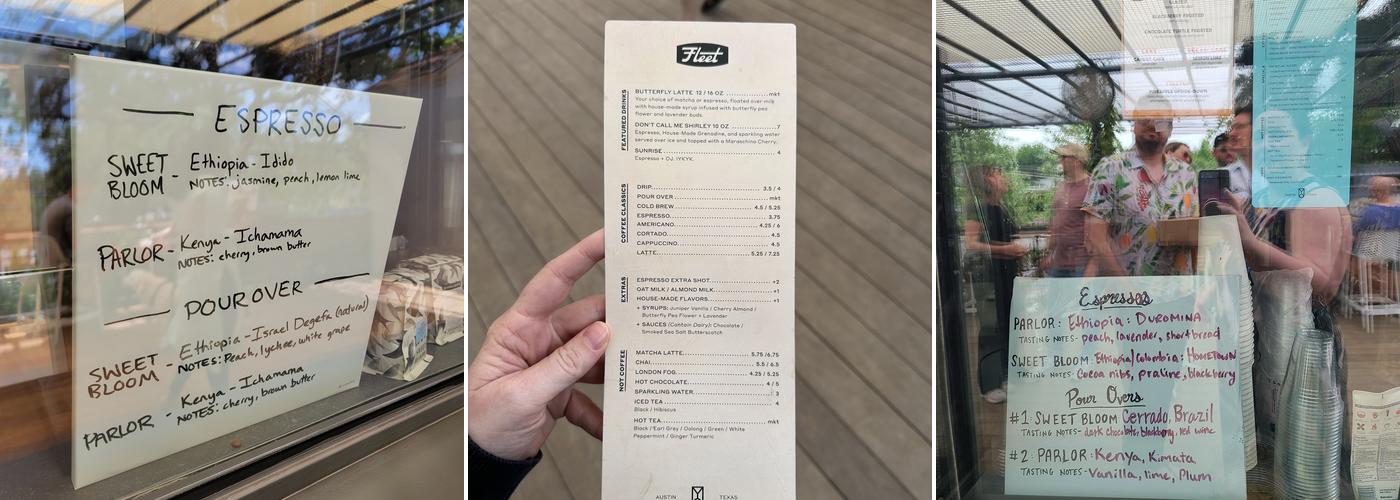 ESPRESSO
SWEET BLOOM - Ethiopia - Idido
NOTES: jasmine, peach, lemon lime
PARLOR - Kenya - Ichamama
NOTES: cherry, brown butter
POUR OVER
SWEET BLOOM - Ethiopia - Israel Degefa (natural)
NOTES: Peach, lychee, white grape
PARLOR - Kenya - Ichamama
NOTES: cherry, brown butter
Fleet
FEATURED DRINKS
BUTTERFLY LATTE 12 / 16 OZ mkt
Your choice of matcha or espresso, floated over milk
with house-made syrup infused with butterfly pea
flower and lavender buds.
DON'T CALL ME SHIRLEY 10 OZ 7
Espresso, House-Made Grenadine, and sparkling water
served over ice and topped with a Maraschino Cherry.
SUNRISE 4
Espresso + OJ. IYKYK.
COFFEE CLASSICS
DRIP 3.5 / 4
POUR OVER mkt
COLD BREW 4.5 / 5.25
ESPRESSO 3.75
AMERICANO 4.25 / 6
CORTADO 4.5
CAPPUCCINO 4.5
LATTE 5.25 / 7.25
EXTRAS
ESPRESSO EXTRA SHOT +2
OAT MILK / ALMOND MILK +1
HOUSE-MADE FLAVORS +1
+ SYRUPS: Juniper Vanilla / Cherry Almond /
Butterfly Pea Flower + Lavender
+ SAUCES (Contain Dairy): Chocolate /
Smoked Sea Salt Butterscotch
NOT COFFEE
MATCHA LATTE 5.75 / 6.75
CHAI 5.5 / 6.5
LONDON FOG 4.25 / 5.25
HOT CHOCOLATE 4 / 5
SPARKLING WATER 3
ICED TEA 4
Black / Hibiscus
HOT TEA mkt
Black / Earl Grey / Oolong / Green / White
Peppermint / Ginger Turmeric
AUSTIN TEXAS
BLACKBERRY FROSTED
CHOCOLATE TURTLE FROSTED
Espressos
PARLOR: Ethiopia: DUROMINA
TASTING NOTES - peach, lavender, shortbread
SWEET BLOOM - Ethiopia/Colombia: HOMETOWN
TASTING NOTES - Cocoa nibs, praline, blackberry
Pour Overs
#1: SWEET BLOOM Cerrado, Brazil
TASTING NOTES - dark chocolate, blackberry, red wine
#2: PARLOR: Kenya, Kimata
TASTING NOTES - Vanilla, lime, Plum